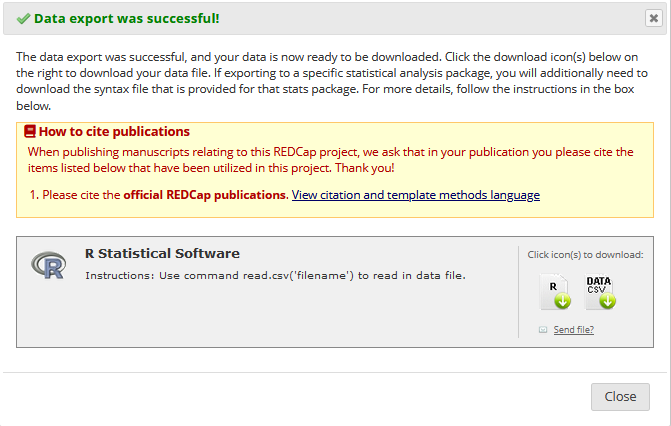 Data export was successful!
The data export was successful, and your data is now ready to be downloaded. Click the download icon(s) below on
the right to download your data file. If exporting to a specific statistical analysis package, you will additionally need to
download the syntax file that is provided for that stats package. For more details, follow the instructions in the box
below.
How to cite publications
When publishing manuscripts relating to this REDCap project, we ask that in your publication you please cite the
items listed below that have been utilized in this project. Thank you!
1. Please cite the official REDCap publications. View citation and template methods language
R
R Statistical Software
Instructions: Use command read.csv('filename') to read in data file.
Click icon(s) to download:
R
DATA
CSV
Send file?
Close